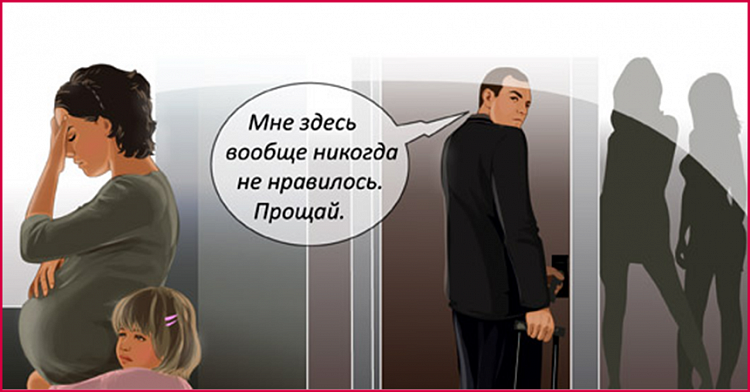 Мне здесь
вообще никогда
не нравилось.
Прощай.